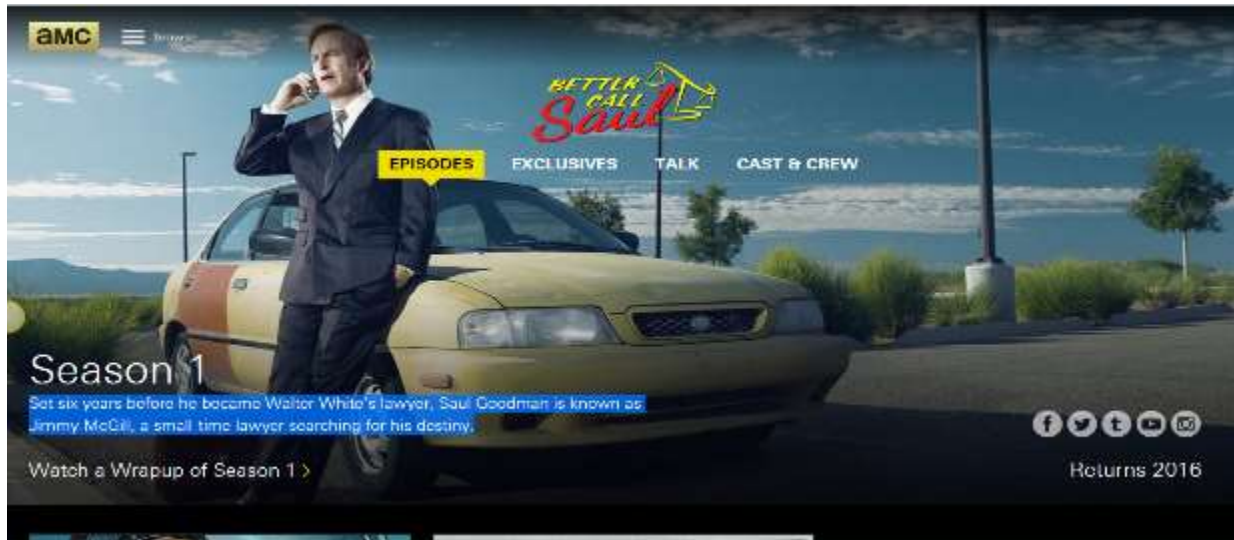 aMC
browse
BETTER
CALL
Saul
EPISODES EXCLUSIVES TALK CAST & CREW
Season 1
Set six years before he became Walter White's lawyer, Saul Goodman is known as
Jimmy McGill, a small time lawyer searching for his destiny.
Watch a Wrapup of Season 1 >
Returns 2016